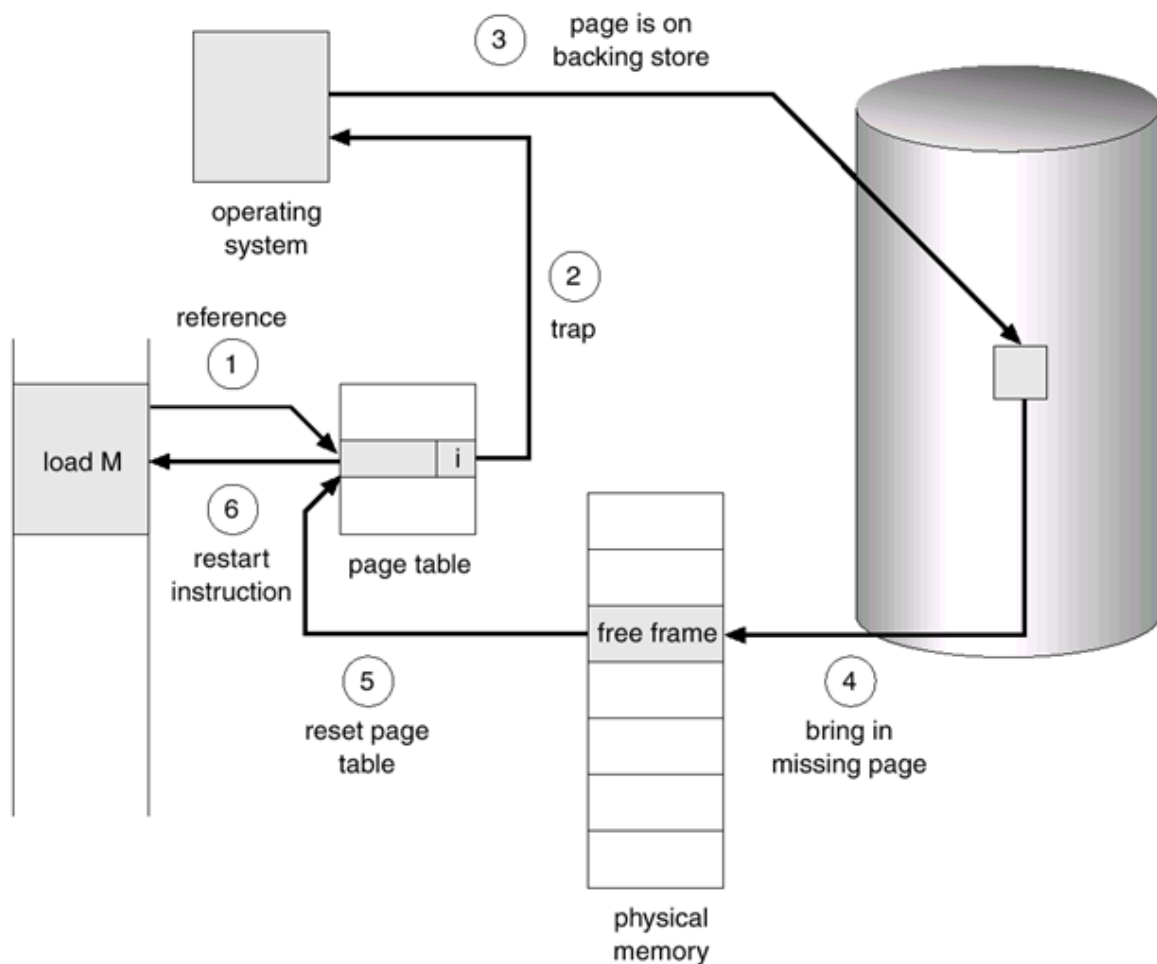 3
page is on
backing store
operating
system
2
trap
reference
1
load M
i
6
restart
instruction
page table
free frame
5
reset page
table
4
bring in
missing page
physical
memory